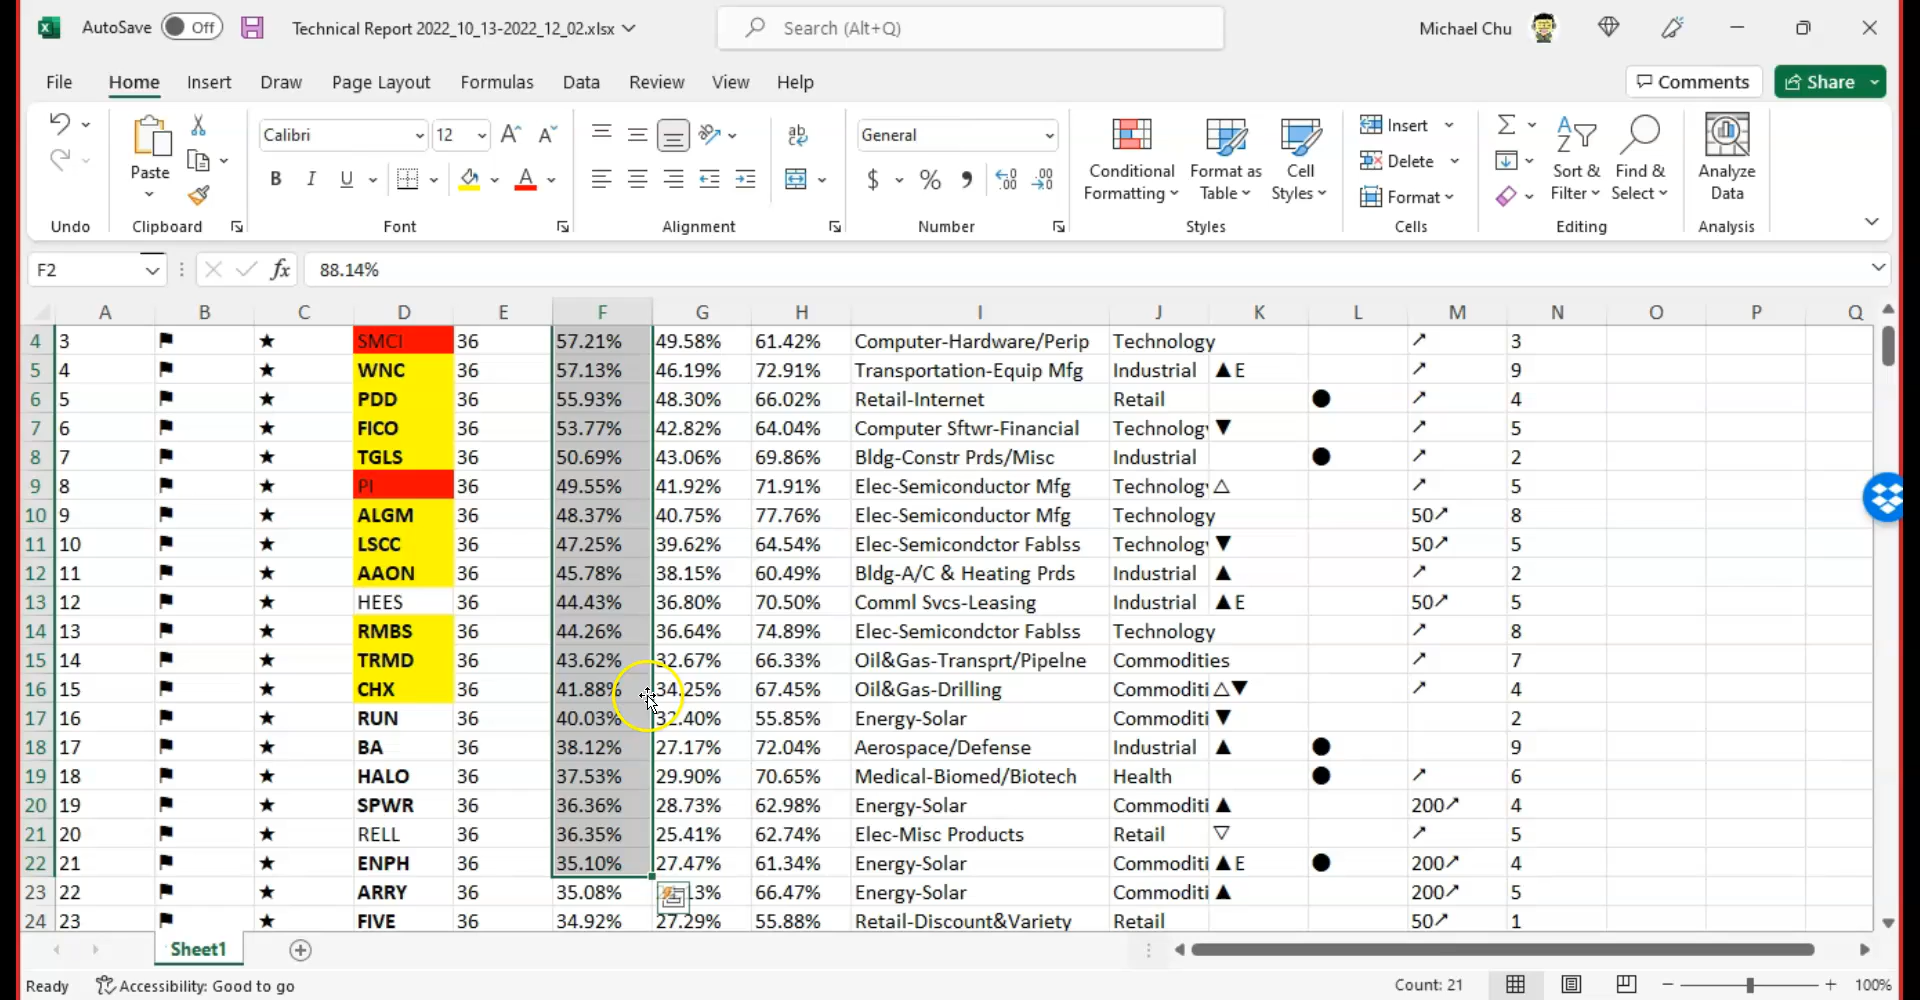 AutoSave Off Technical Report 2022_10_13-2022_12_02.xlsx Search (Alt+Q) Michael Chu
File Home Insert Draw Page Layout Formulas Data Review View Help Comments Share
Calibri 12 General Insert
Paste B I U $ % Conditional Formatting Format as Table Cell Styles Delete Format Sort & Filter Find & Select Analyze Data
Undo Clipboard Font Alignment Number Styles Cells Editing Analysis
F2 fx 88.14%
A B C D E F G H I J K L M N O P Q
4 3 ⚑ ★ SMCI 36 57.21% 49.58% 61.42% Computer-Hardware/Perip Technology ↗ 3
5 4 ⚑ ★ WNC 36 57.13% 46.19% 72.91% Transportation-Equip Mfg Industrial ▲E ↗ 9
6 5 ⚑ ★ PDD 36 55.93% 48.30% 66.02% Retail-Internet Retail ● ↗ 4
7 6 ⚑ ★ FICO 36 53.77% 42.82% 64.04% Computer Sftwr-Financial Technology ▼ ↗ 5
8 7 ⚑ ★ TGLS 36 50.69% 43.06% 69.86% Bldg-Constr Prds/Misc Industrial ● ↗ 2
9 8 ⚑ ★ PI 36 49.55% 41.92% 71.91% Elec-Semiconductor Mfg Technology △ ↗ 5
10 9 ⚑ ★ ALGM 36 48.37% 40.75% 77.76% Elec-Semiconductor Mfg Technology 50↗ 8
11 10 ⚑ ★ LSCC 36 47.25% 39.62% 64.54% Elec-Semicondctor Fablss Technology ▼ 50↗ 5
12 11 ⚑ ★ AAON 36 45.78% 38.15% 60.49% Bldg-A/C & Heating Prds Industrial ▲ ↗ 2
13 12 ⚑ ★ HEES 36 44.43% 36.80% 70.50% Comml Svcs-Leasing Industrial ▲E 50↗ 5
14 13 ⚑ ★ RMBS 36 44.26% 36.64% 74.89% Elec-Semicondctor Fablss Technology ↗ 8
15 14 ⚑ ★ TRMD 36 43.62% 32.67% 66.33% Oil&Gas-Transprt/Pipelne Commodities ↗ 7
16 15 ⚑ ★ CHX 36 41.88% 34.25% 67.45% Oil&Gas-Drilling Commoditi △▼ ↗ 4
17 16 ⚑ ★ RUN 36 40.03% 32.40% 55.85% Energy-Solar Commoditi ▼ 2
18 17 ⚑ ★ BA 36 38.12% 27.17% 72.04% Aerospace/Defense Industrial ▲ ● 9
19 18 ⚑ ★ HALO 36 37.53% 29.90% 70.65% Medical-Biomed/Biotech Health ● ↗ 6
20 19 ⚑ ★ SPWR 36 36.36% 28.73% 62.98% Energy-Solar Commoditi ▲ 200↗ 4
21 20 ⚑ ★ RELL 36 36.35% 25.41% 62.74% Elec-Misc Products Retail ▽ ↗ 5
22 21 ⚑ ★ ENPH 36 35.10% 27.47% 61.34% Energy-Solar Commoditi ▲E ● 200↗ 4
23 22 ⚑ ★ ARRY 36 35.08% 66.47% Energy-Solar Commoditi ▲ 200↗ 5
24 23 ⚑ ★ FIVE 36 34.92% 27.29% 55.88% Retail-Discount&Variety Retail 50↗ 1
Sheet1
Ready Accessibility: Good to go Count: 21 100%